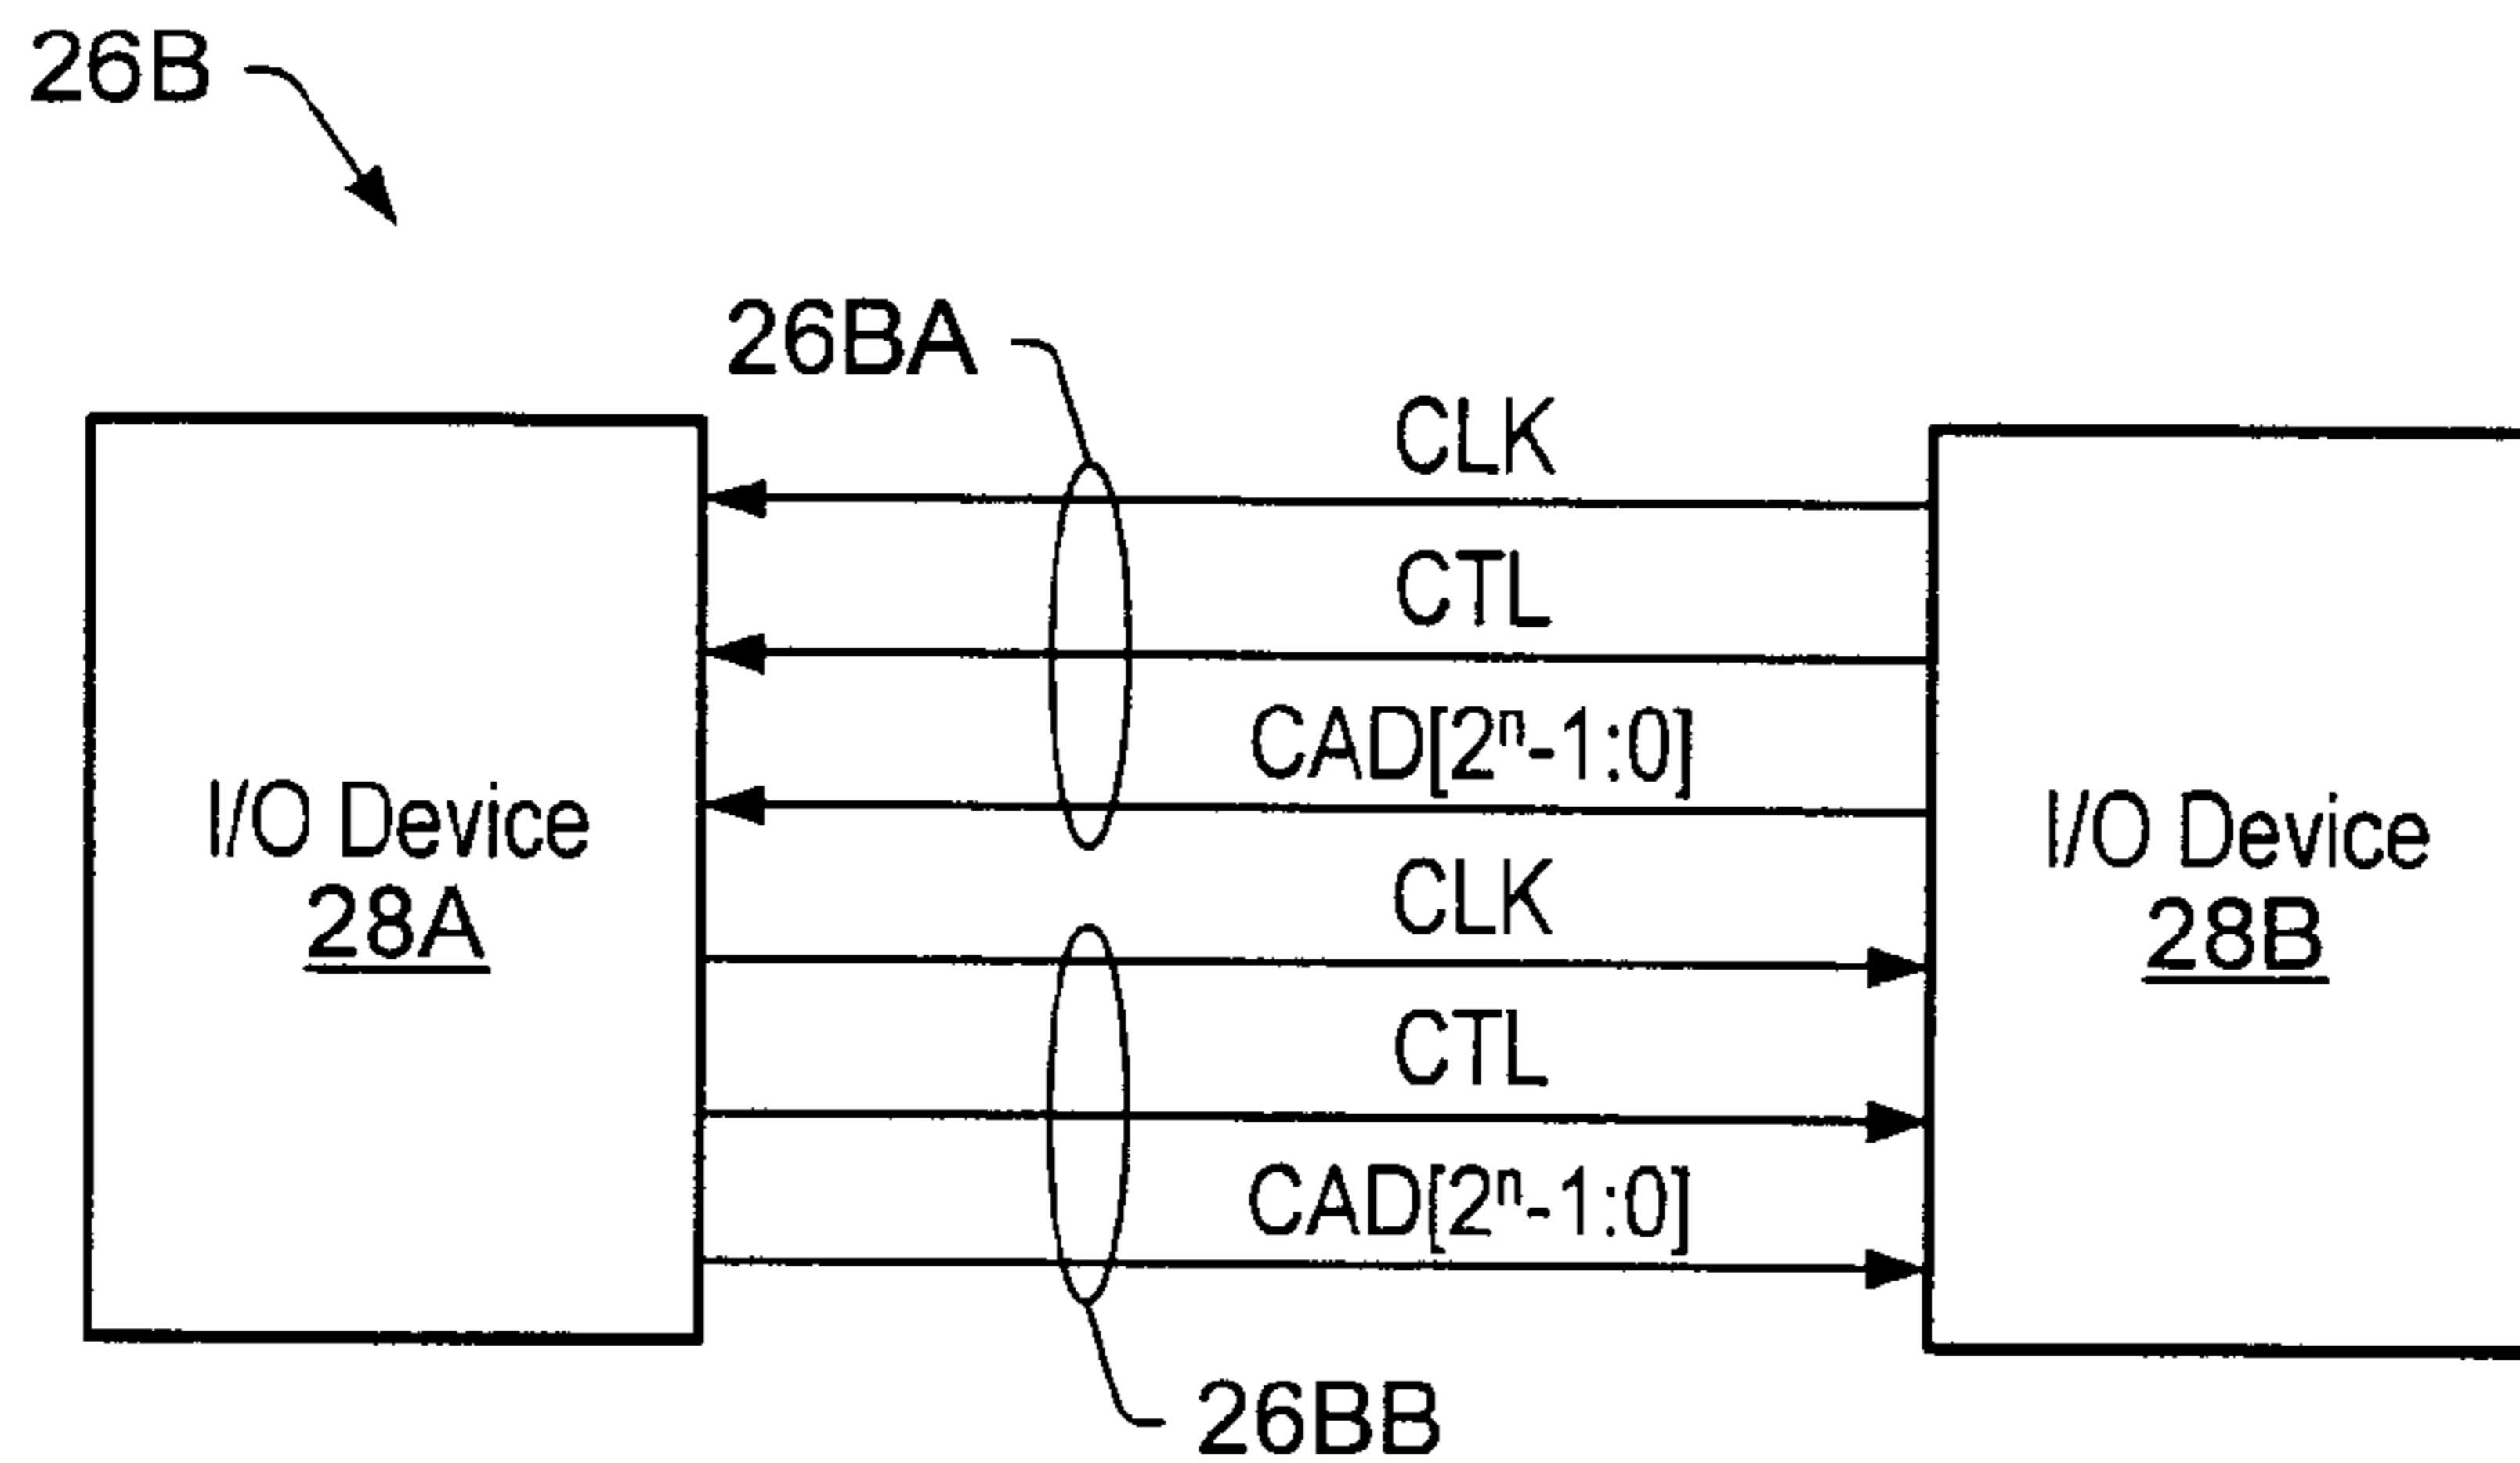 26B
26BA
CLK
CTL
CAD[2ⁿ-1:0]
I/O Device
28A
CLK
I/O Device
28B
CTL
CAD[2ⁿ-1:0]
26BB